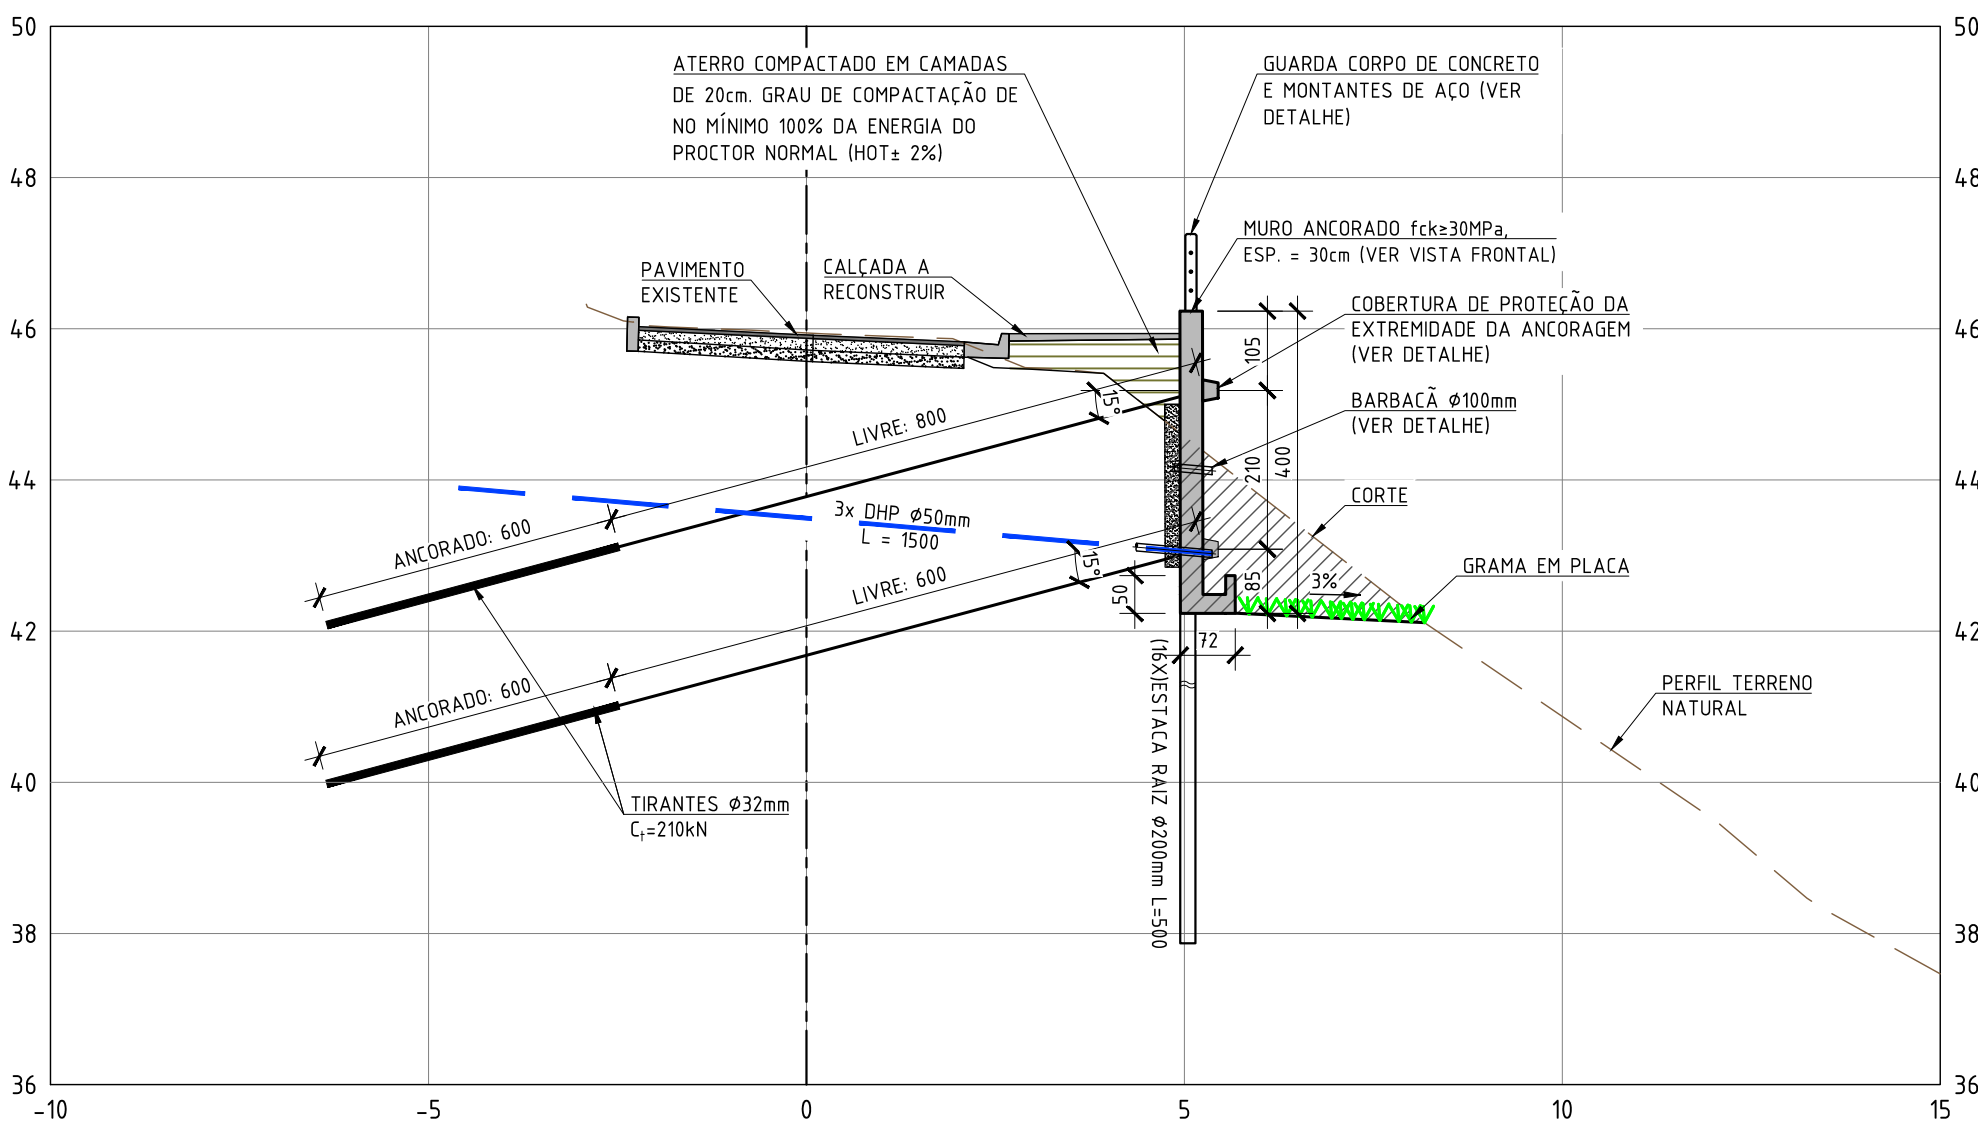 50
50
ATERRO COMPACTADO EM CAMADAS
DE 20cm. GRAU DE COMPACTAÇÃO DE
NO MÍNIMO 100% DA ENERGIA DO
PROCTOR NORMAL (HOT± 2%)
GUARDA CORPO DE CONCRETO
E MONTANTES DE AÇO (VER
DETALHE)
48
48
MURO ANCORADO fck≥30MPa,
ESP. = 30cm (VER VISTA FRONTAL)
PAVIMENTO
EXISTENTE
CALÇADA A
RECONSTRUIR
COBERTURA DE PROTEÇÃO DA
EXTREMIDADE DA ANCORAGEM
(VER DETALHE)
46
46
105
15°
BARBACÃ Ø100mm
(VER DETALHE)
LIVRE: 800
210
400
44
44
CORTE
3x DHP Ø50mm
L = 1500
ANCORADO: 600
15°
LIVRE: 600
50
85
3%
GRAMA EM PLACA
42
42
72
(16X)ESTACA RAIZ Ø200mm L=500
ANCORADO: 600
PERFIL TERRENO
NATURAL
40
40
TIRANTES Ø32mm
Ct=210kN
38
38
36
36
-10
-5
0
5
10
15